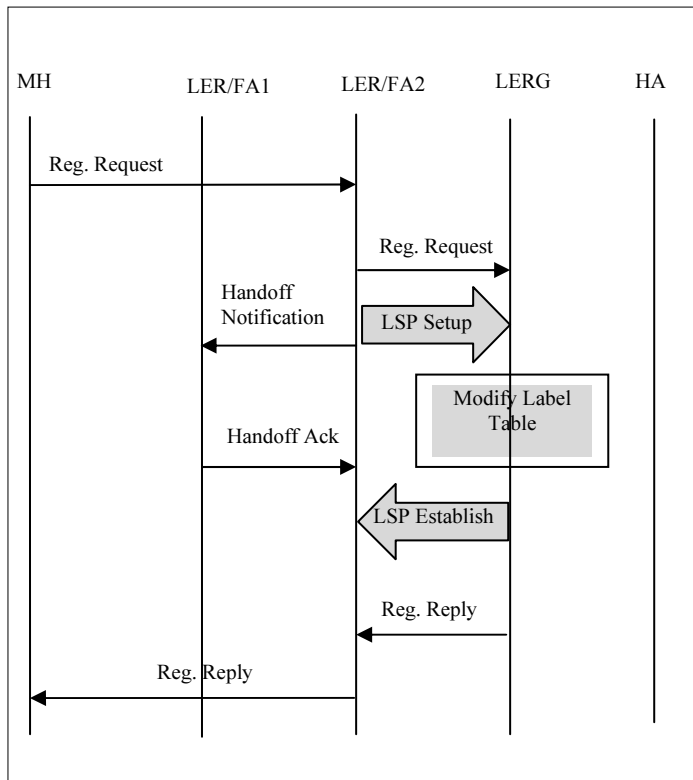 MH LER/FA1 LER/FA2 LERG HA
Reg. Request
Reg. Request
Handoff
Notification
LSP Setup
Modify Label
Table
Handoff Ack
LSP Establish
Reg. Reply
Reg. Reply